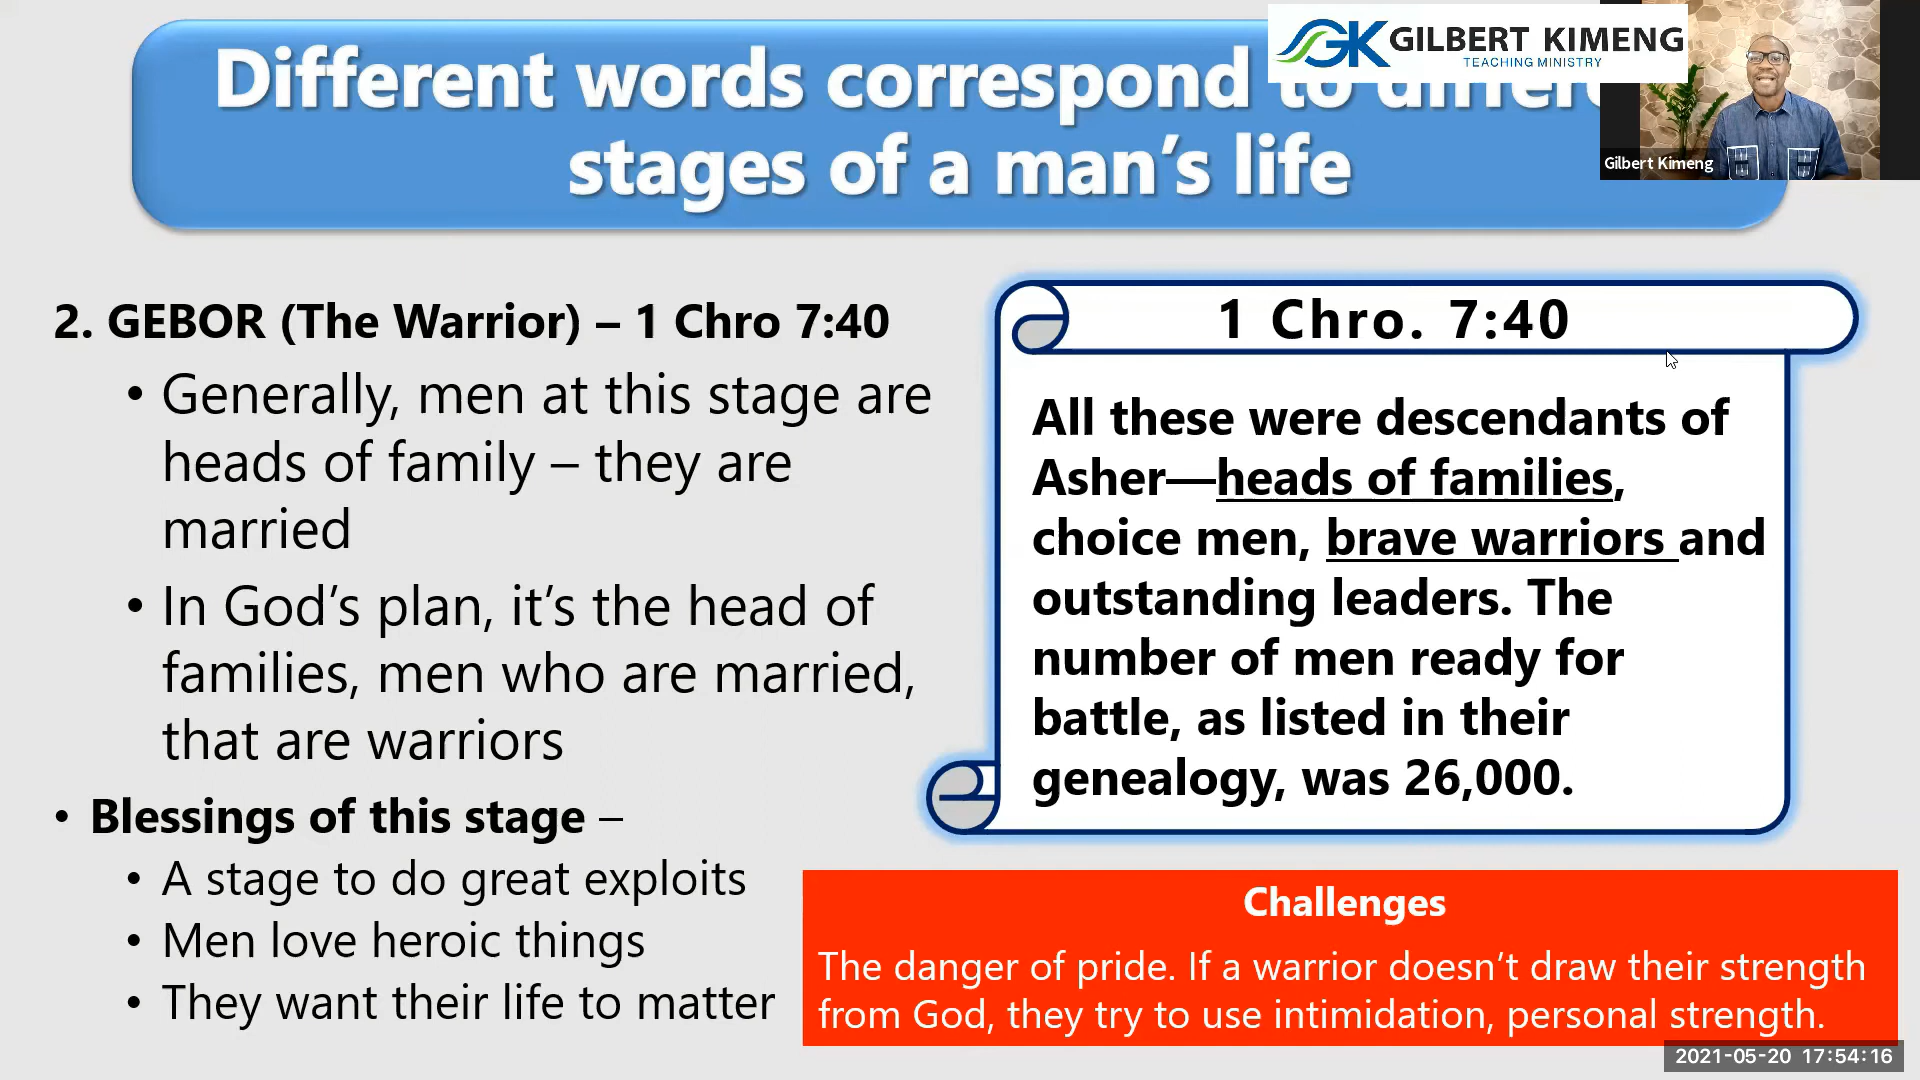 Different words correspond to differe
stages of a man's life
GK GILBERT KIMENG
TEACHING MINISTRY
Gilbert Kimeng
2. GEBOR (The Warrior) – 1 Chro 7:40
• Generally, men at this stage are
heads of family – they are
married
• In God's plan, it's the head of
families, men who are married,
that are warriors
• Blessings of this stage –
• A stage to do great exploits
• Men love heroic things
• They want their life to matter
1 Chro. 7:40
All these were descendants of
Asher—heads of families,
choice men, brave warriors and
outstanding leaders. The
number of men ready for
battle, as listed in their
genealogy, was 26,000.
Challenges
The danger of pride. If a warrior doesn't draw their strength
from God, they try to use intimidation, personal strength.
2021-05-20 17:54:16